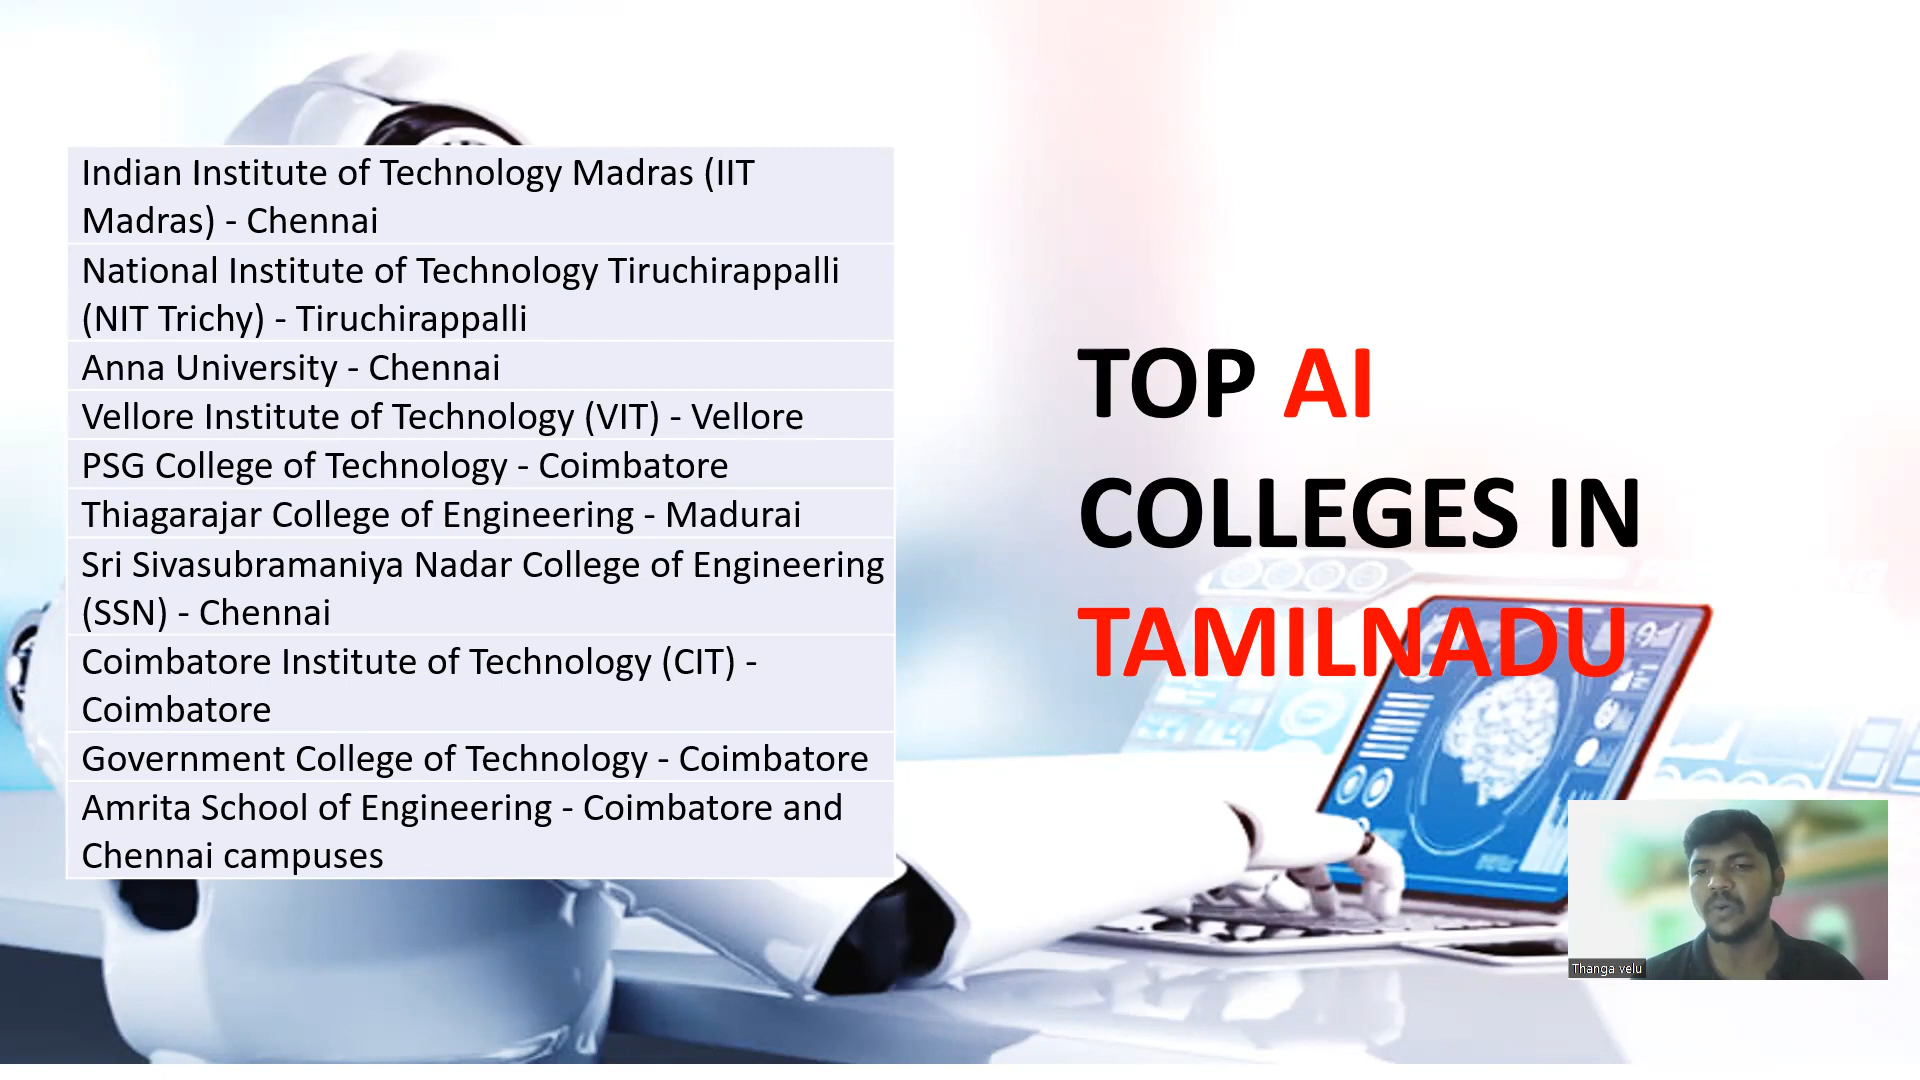 Indian Institute of Technology Madras (IIT
Madras) - Chennai
National Institute of Technology Tiruchirappalli
(NIT Trichy) - Tiruchirappalli
Anna University - Chennai
Vellore Institute of Technology (VIT) - Vellore
PSG College of Technology - Coimbatore
Thiagarajar College of Engineering - Madurai
Sri Sivasubramaniya Nadar College of Engineering
(SSN) - Chennai
Coimbatore Institute of Technology (CIT) -
Coimbatore
Government College of Technology - Coimbatore
Amrita School of Engineering - Coimbatore and
Chennai campuses
TOP AI
COLLEGES IN
TAMILNADU
Thanga velu